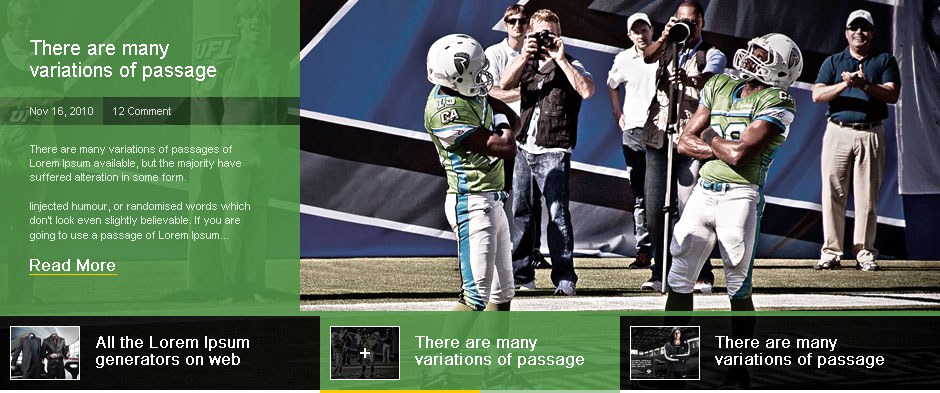 There are many
variations of passage
Nov 16, 2010 12 Comment
There are many variations of passages of
Lorem Ipsum available, but the majority have
suffered alteration in some form.
Iinjected humour, or randomised words which
don't look even slightly believable. If you are
going to use a passage of Lorem Ipsum...
Read More
UFL
CA
All the Lorem Ipsum
generators on web
There are many
variations of passage
There are many
variations of passage